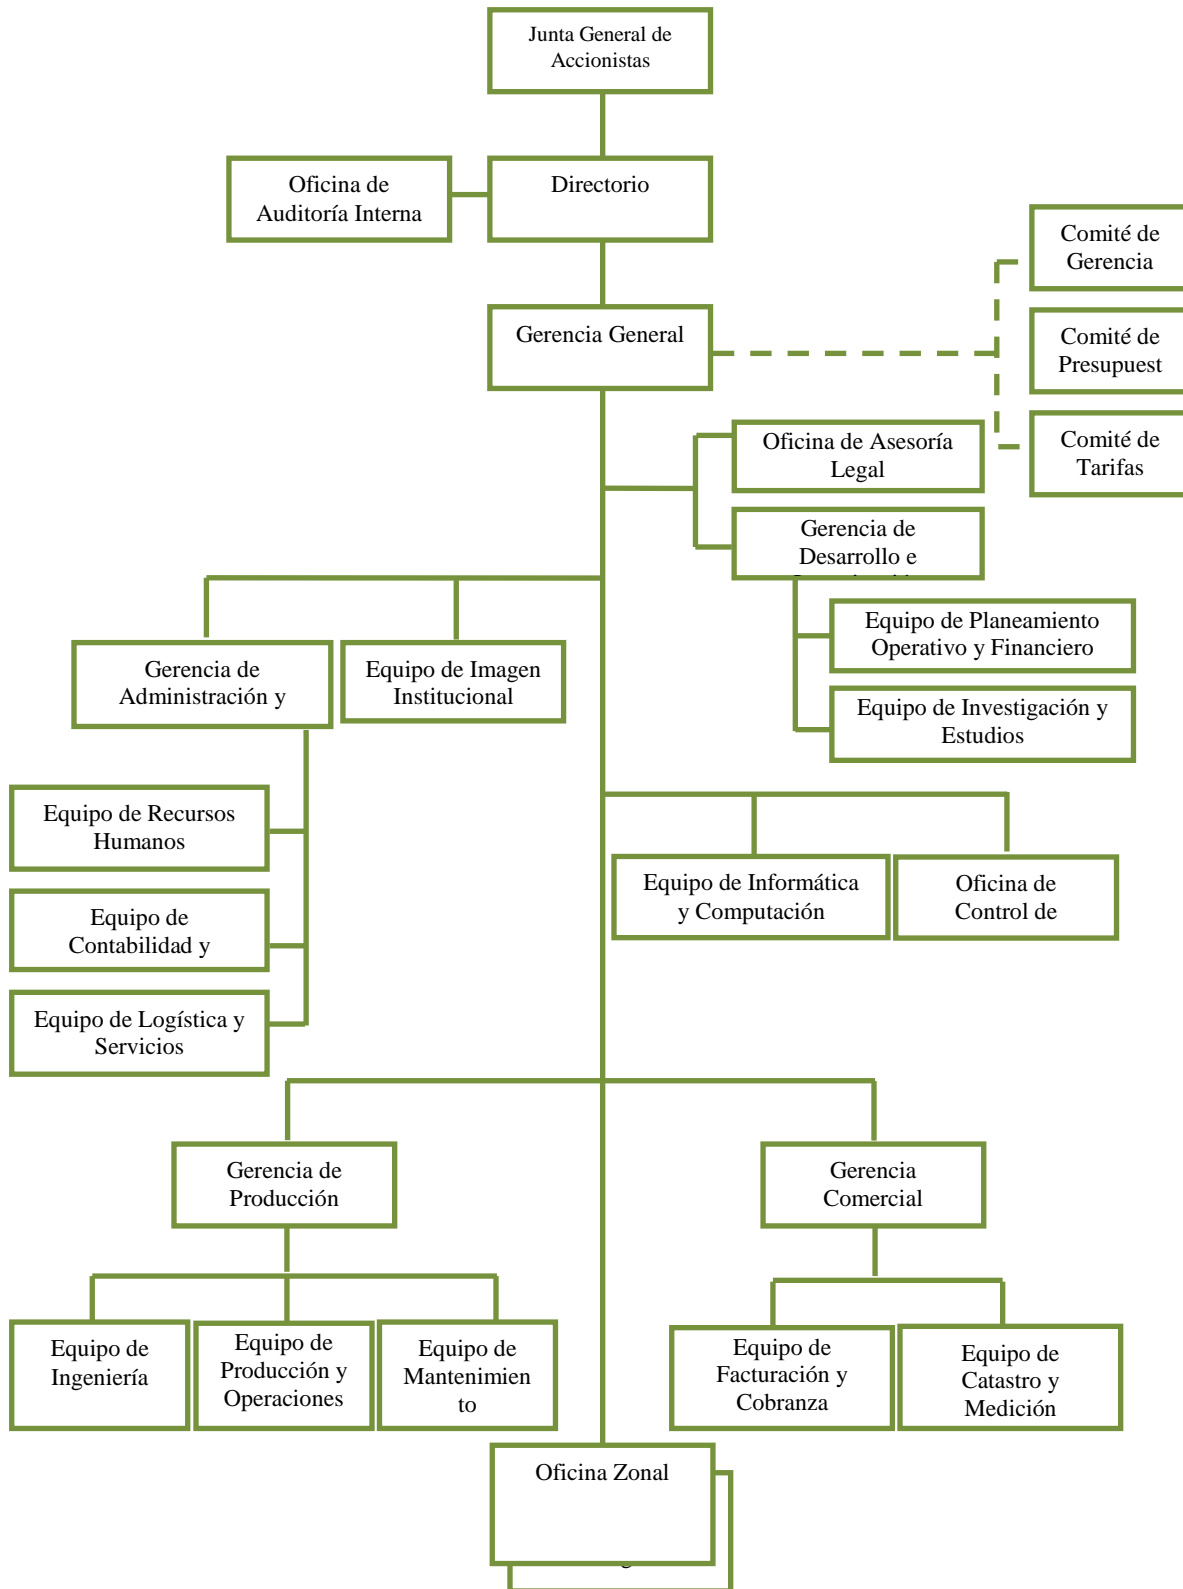 Junta General de
Accionistas
Oficina de
Auditoría Interna
Directorio
Comité de
Gerencia
Gerencia General
Comité de
Presupuest
Comité de
Tarifas
Oficina de Asesoría
Legal
Gerencia de
Desarrollo e
Equipo de Planeamiento
Operativo y Financiero
Equipo de Investigación y
Estudios
Gerencia de
Administración y
Equipo de Imagen
Institucional
Equipo de Recursos
Humanos
Equipo de
Contabilidad y
Equipo de Logística y
Servicios
Equipo de Informática
y Computación
Oficina de
Control de
Gerencia de
Producción
Gerencia
Comercial
Equipo de
Ingeniería
Equipo de
Producción y
Operaciones
Equipo de
Mantenimien
to
Equipo de
Facturación y
Cobranza
Equipo de
Catastro y
Medición
Oficina Zonal